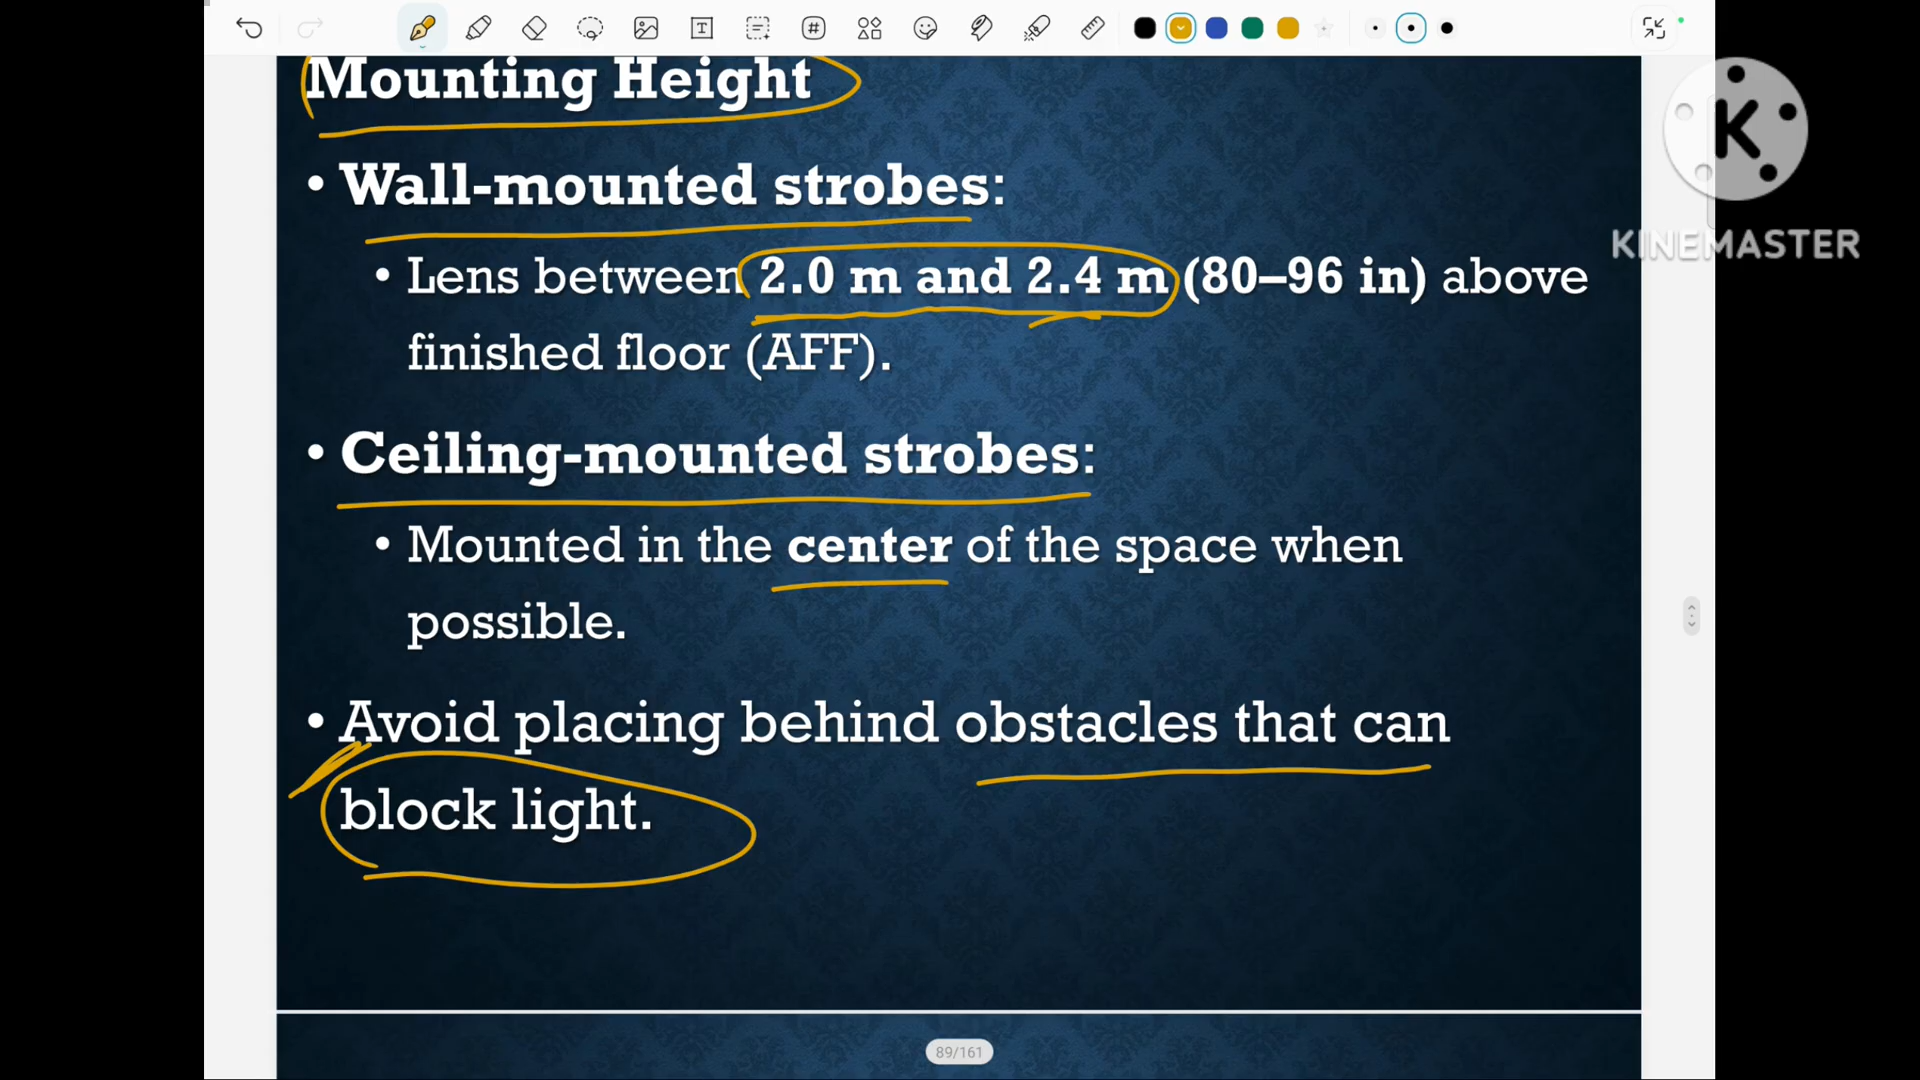 Mounting Height
• Wall-mounted strobes:
• Lens between 2.0 m and 2.4 m (80–96 in) above
finished floor (AFF).
• Ceiling-mounted strobes:
• Mounted in the center of the space when
possible.
• Avoid placing behind obstacles that can
block light.
89/161
K
KINEMASTER